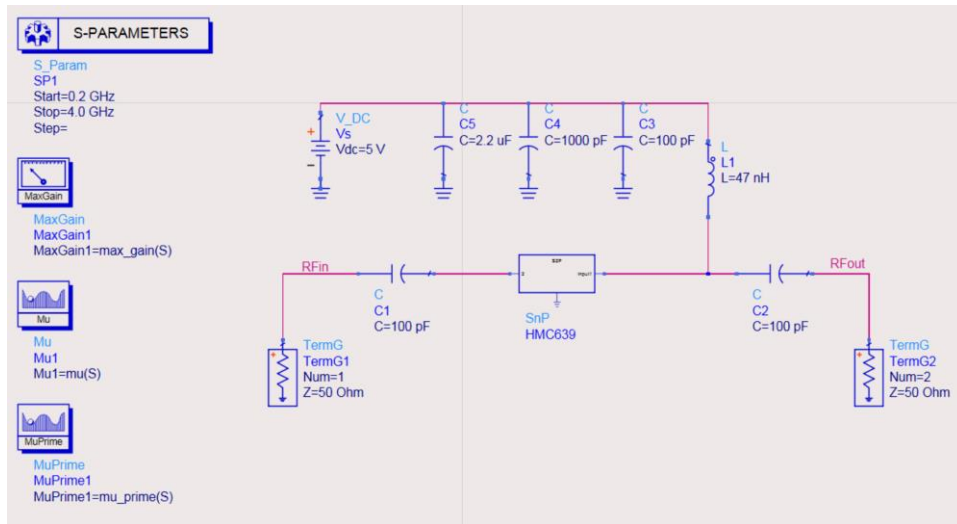 S-PARAMETERS
S_Param
SP1
Start=0.2 GHz
Stop=4.0 GHz
Step=
MaxGain
MaxGain
MaxGain1
MaxGain1=max_gain(S)
Mu
Mu
Mu1
Mu1=mu(S)
MuPrime
MuPrime
MuPrime1
MuPrime1=mu_prime(S)
+
-
V_DC
Vs
Vdc=5 V
C
C5
C=2.2 uF
C
C4
C=1000 pF
C
C3
C=100 pF
L
L1
L=47 nH
RFin
C
C1
C=100 pF
S2P
2
SnP
HMC639
C
C2
C=100 pF
RFout
+
TermG
TermG1
Num=1
Z=50 Ohm
+
TermG
TermG2
Num=2
Z=50 Ohm